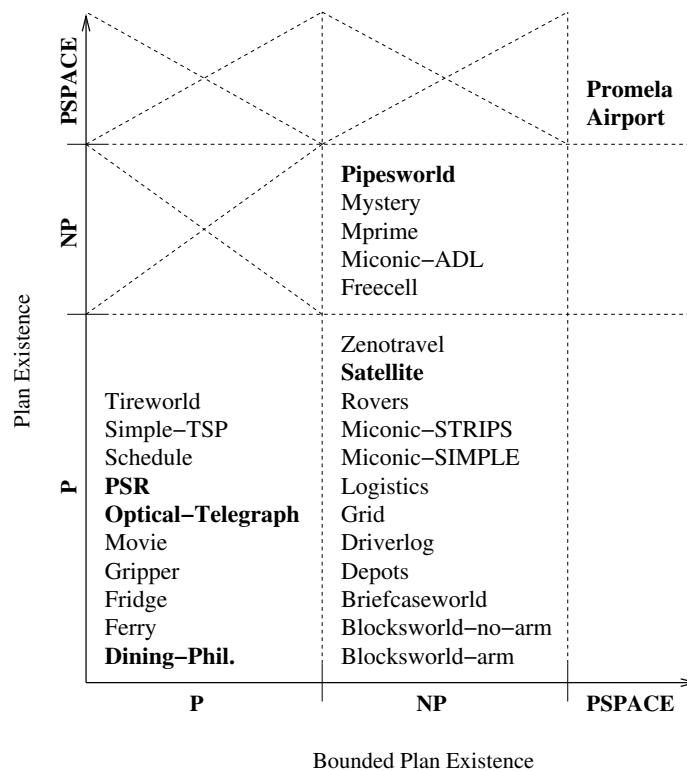 PSPACE
Promela
Airport
NP
Pipesworld
Mystery
Mprime
Miconic−ADL
Freecell
Plan Existence
P
Tireworld
Simple−TSP
Schedule
PSR
Optical−Telegraph
Movie
Gripper
Fridge
Ferry
Dining−Phil.
Zenotravel
Satellite
Rovers
Miconic−STRIPS
Miconic−SIMPLE
Logistics
Grid
Driverlog
Depots
Briefcaseworld
Blocksworld−no−arm
Blocksworld−arm
P
NP
PSPACE
Bounded Plan Existence